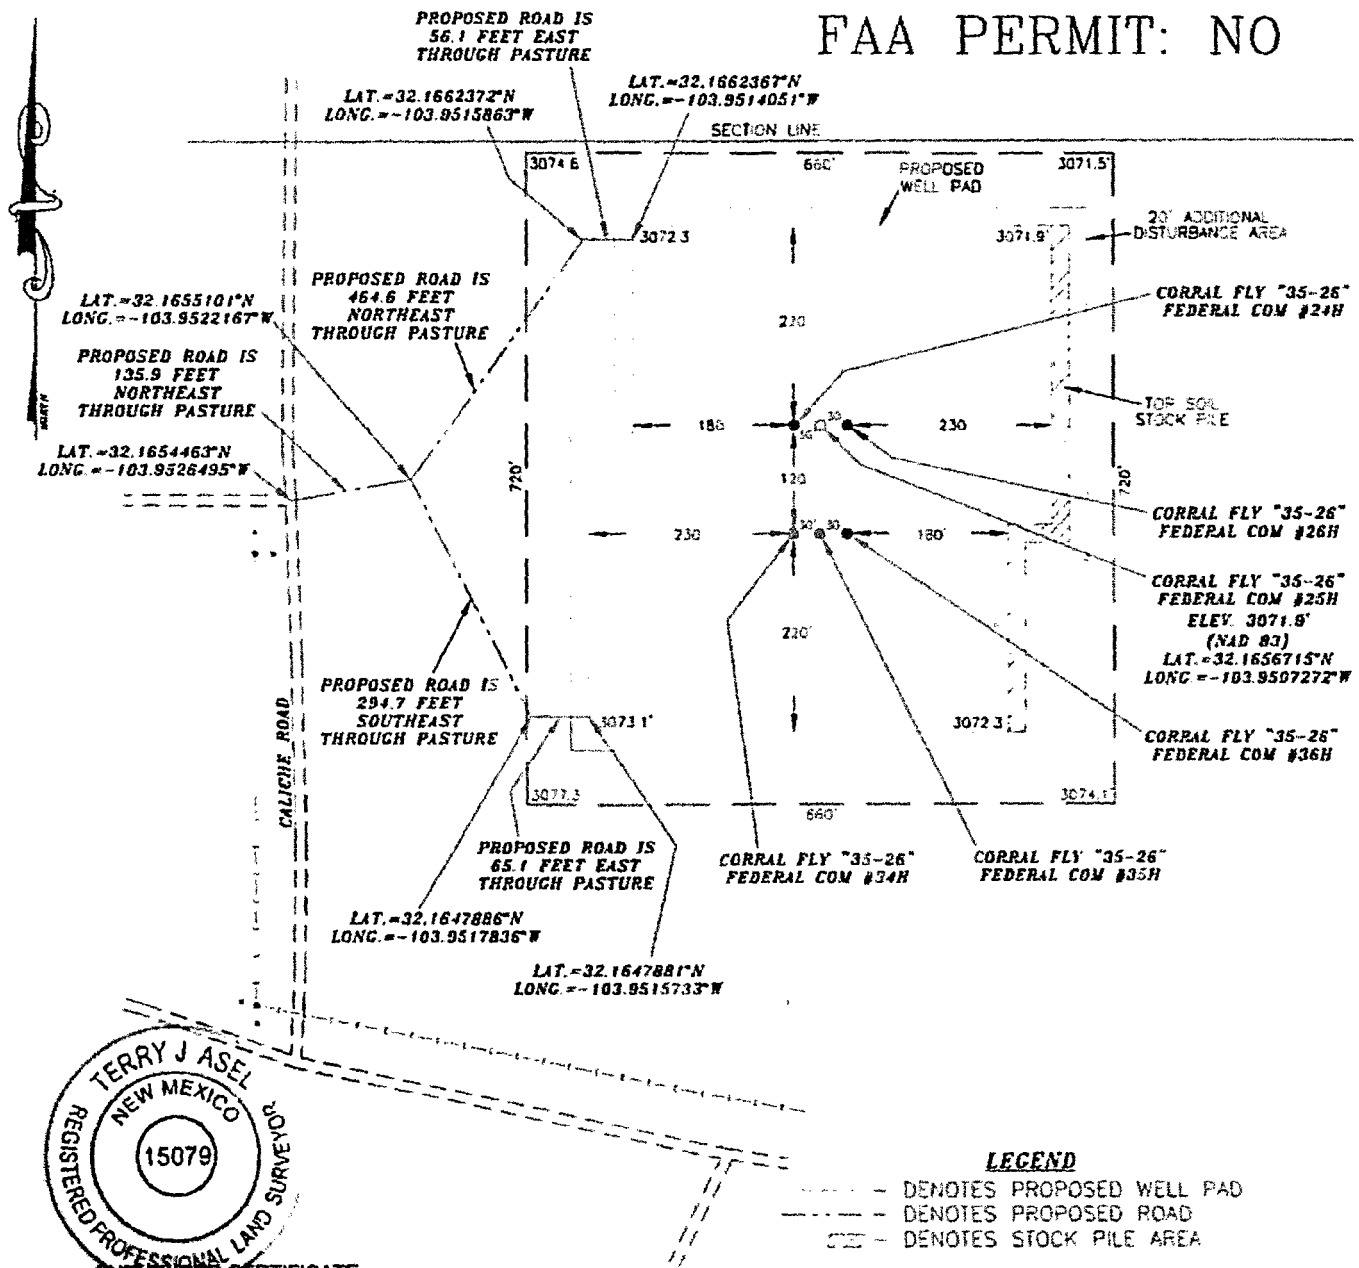 FAA PERMIT: NO
PROPOSED ROAD IS
56.1 FEET EAST
THROUGH PASTURE
LAT.=32.1662372°N
LONG.=-103.9515863°W
LAT.=32.1662367°N
LONG.=-103.9514051°W
SECTION LINE
3074.6
660'
3071.5'
PROPOSED
WELL PAD
3072.3
3071.9'
20' ADDITIONAL
DISTURBANCE AREA
PROPOSED ROAD IS
464.6 FEET
NORTHEAST
THROUGH PASTURE
LAT.=32.1655101°N
LONG.=-103.9522167°W
220
CORRAL FLY "35-26"
FEDERAL COM #24H
PROPOSED ROAD IS
135.9 FEET
NORTHEAST
THROUGH PASTURE
NORTH
TOP SOIL
STOCK PILE
180
30
230
LAT.=32.1654463°N
LONG.=-103.9526495°W
720'
120
720'
CORRAL FLY "35-26"
FEDERAL COM #26H
230
30'
30
180'
CORRAL FLY "35-26"
FEDERAL COM #25H
ELEV. 3071.9'
(NAD 83)
LAT.=32.1656715°N
LONG.=-103.9507272°W
220'
PROPOSED ROAD IS
294.7 FEET
SOUTHEAST
THROUGH PASTURE
3073.1'
3072.3
CORRAL FLY "35-26"
FEDERAL COM #36H
CALICHE ROAD
3077.3
660'
3074.1'
PROPOSED ROAD IS
65.1 FEET EAST
THROUGH PASTURE
CORRAL FLY "35-26"
FEDERAL COM #34H
CORRAL FLY "35-26"
FEDERAL COM #35H
LAT.=32.1647886°N
LONG.=-103.9517836°W
LAT.=32.1647881°N
LONG.=-103.9515733°W
TERRY J ASEL
NEW MEXICO
15079
REGISTERED PROFESSIONAL LAND SURVEYOR
CERTIFICATE
LEGEND
- DENOTES PROPOSED WELL PAD
- DENOTES PROPOSED ROAD
- DENOTES STOCK PILE AREA